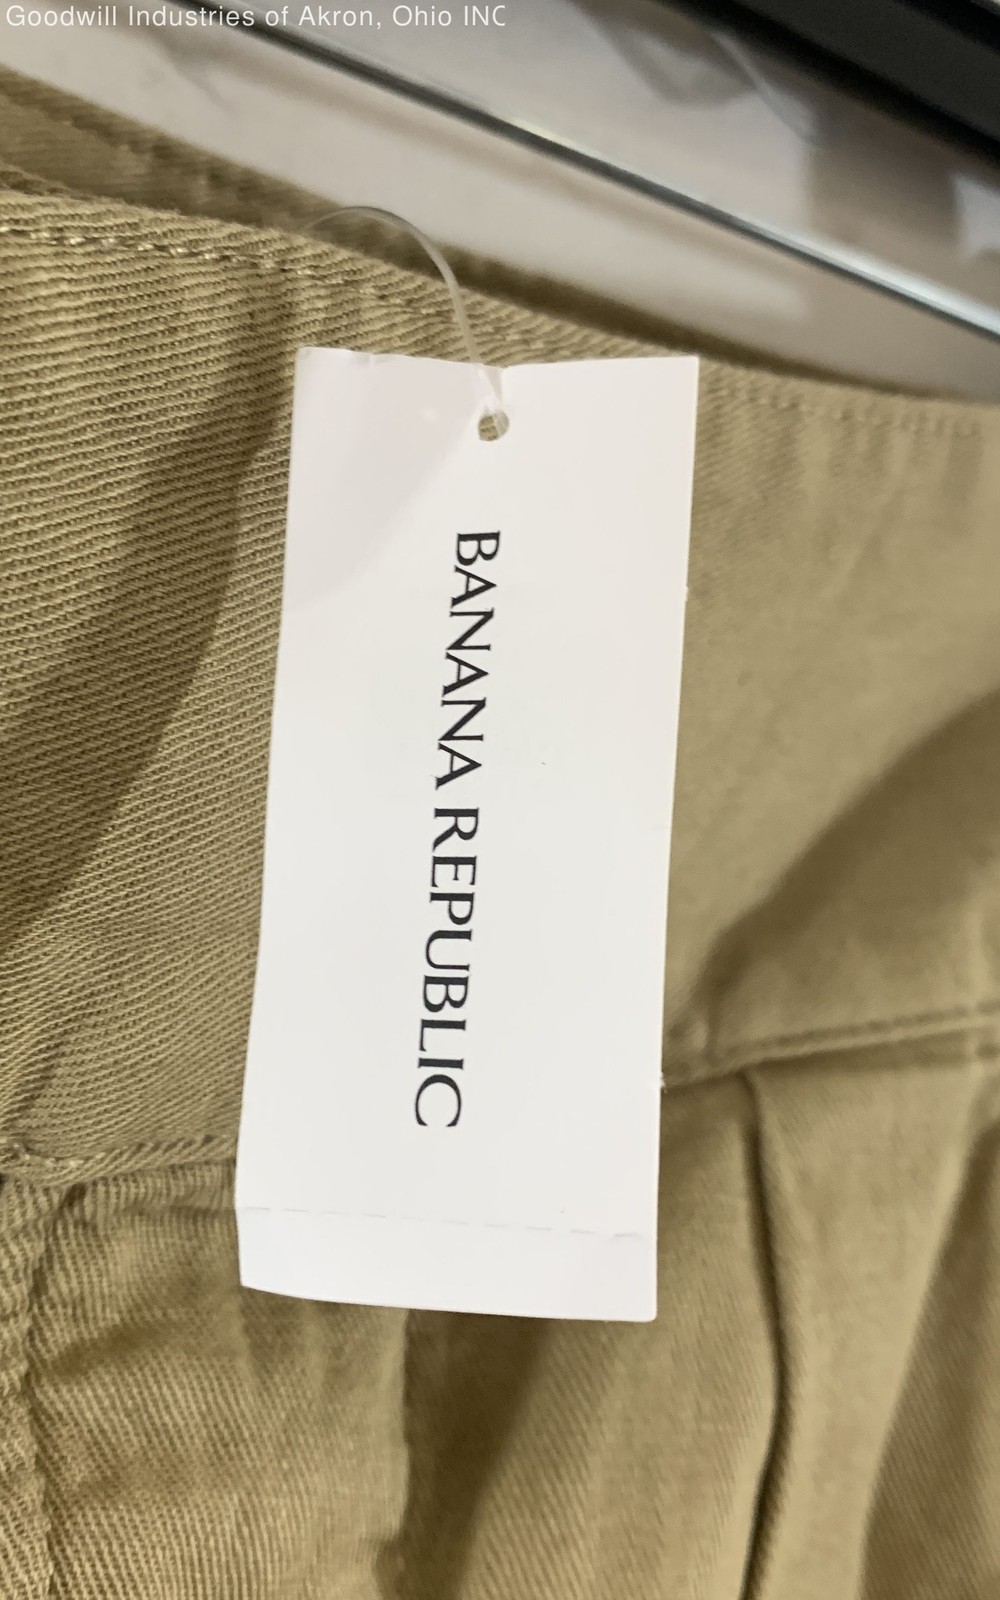 Goodwill Industries of Akron, Ohio INC
BANANA REPUBLIC